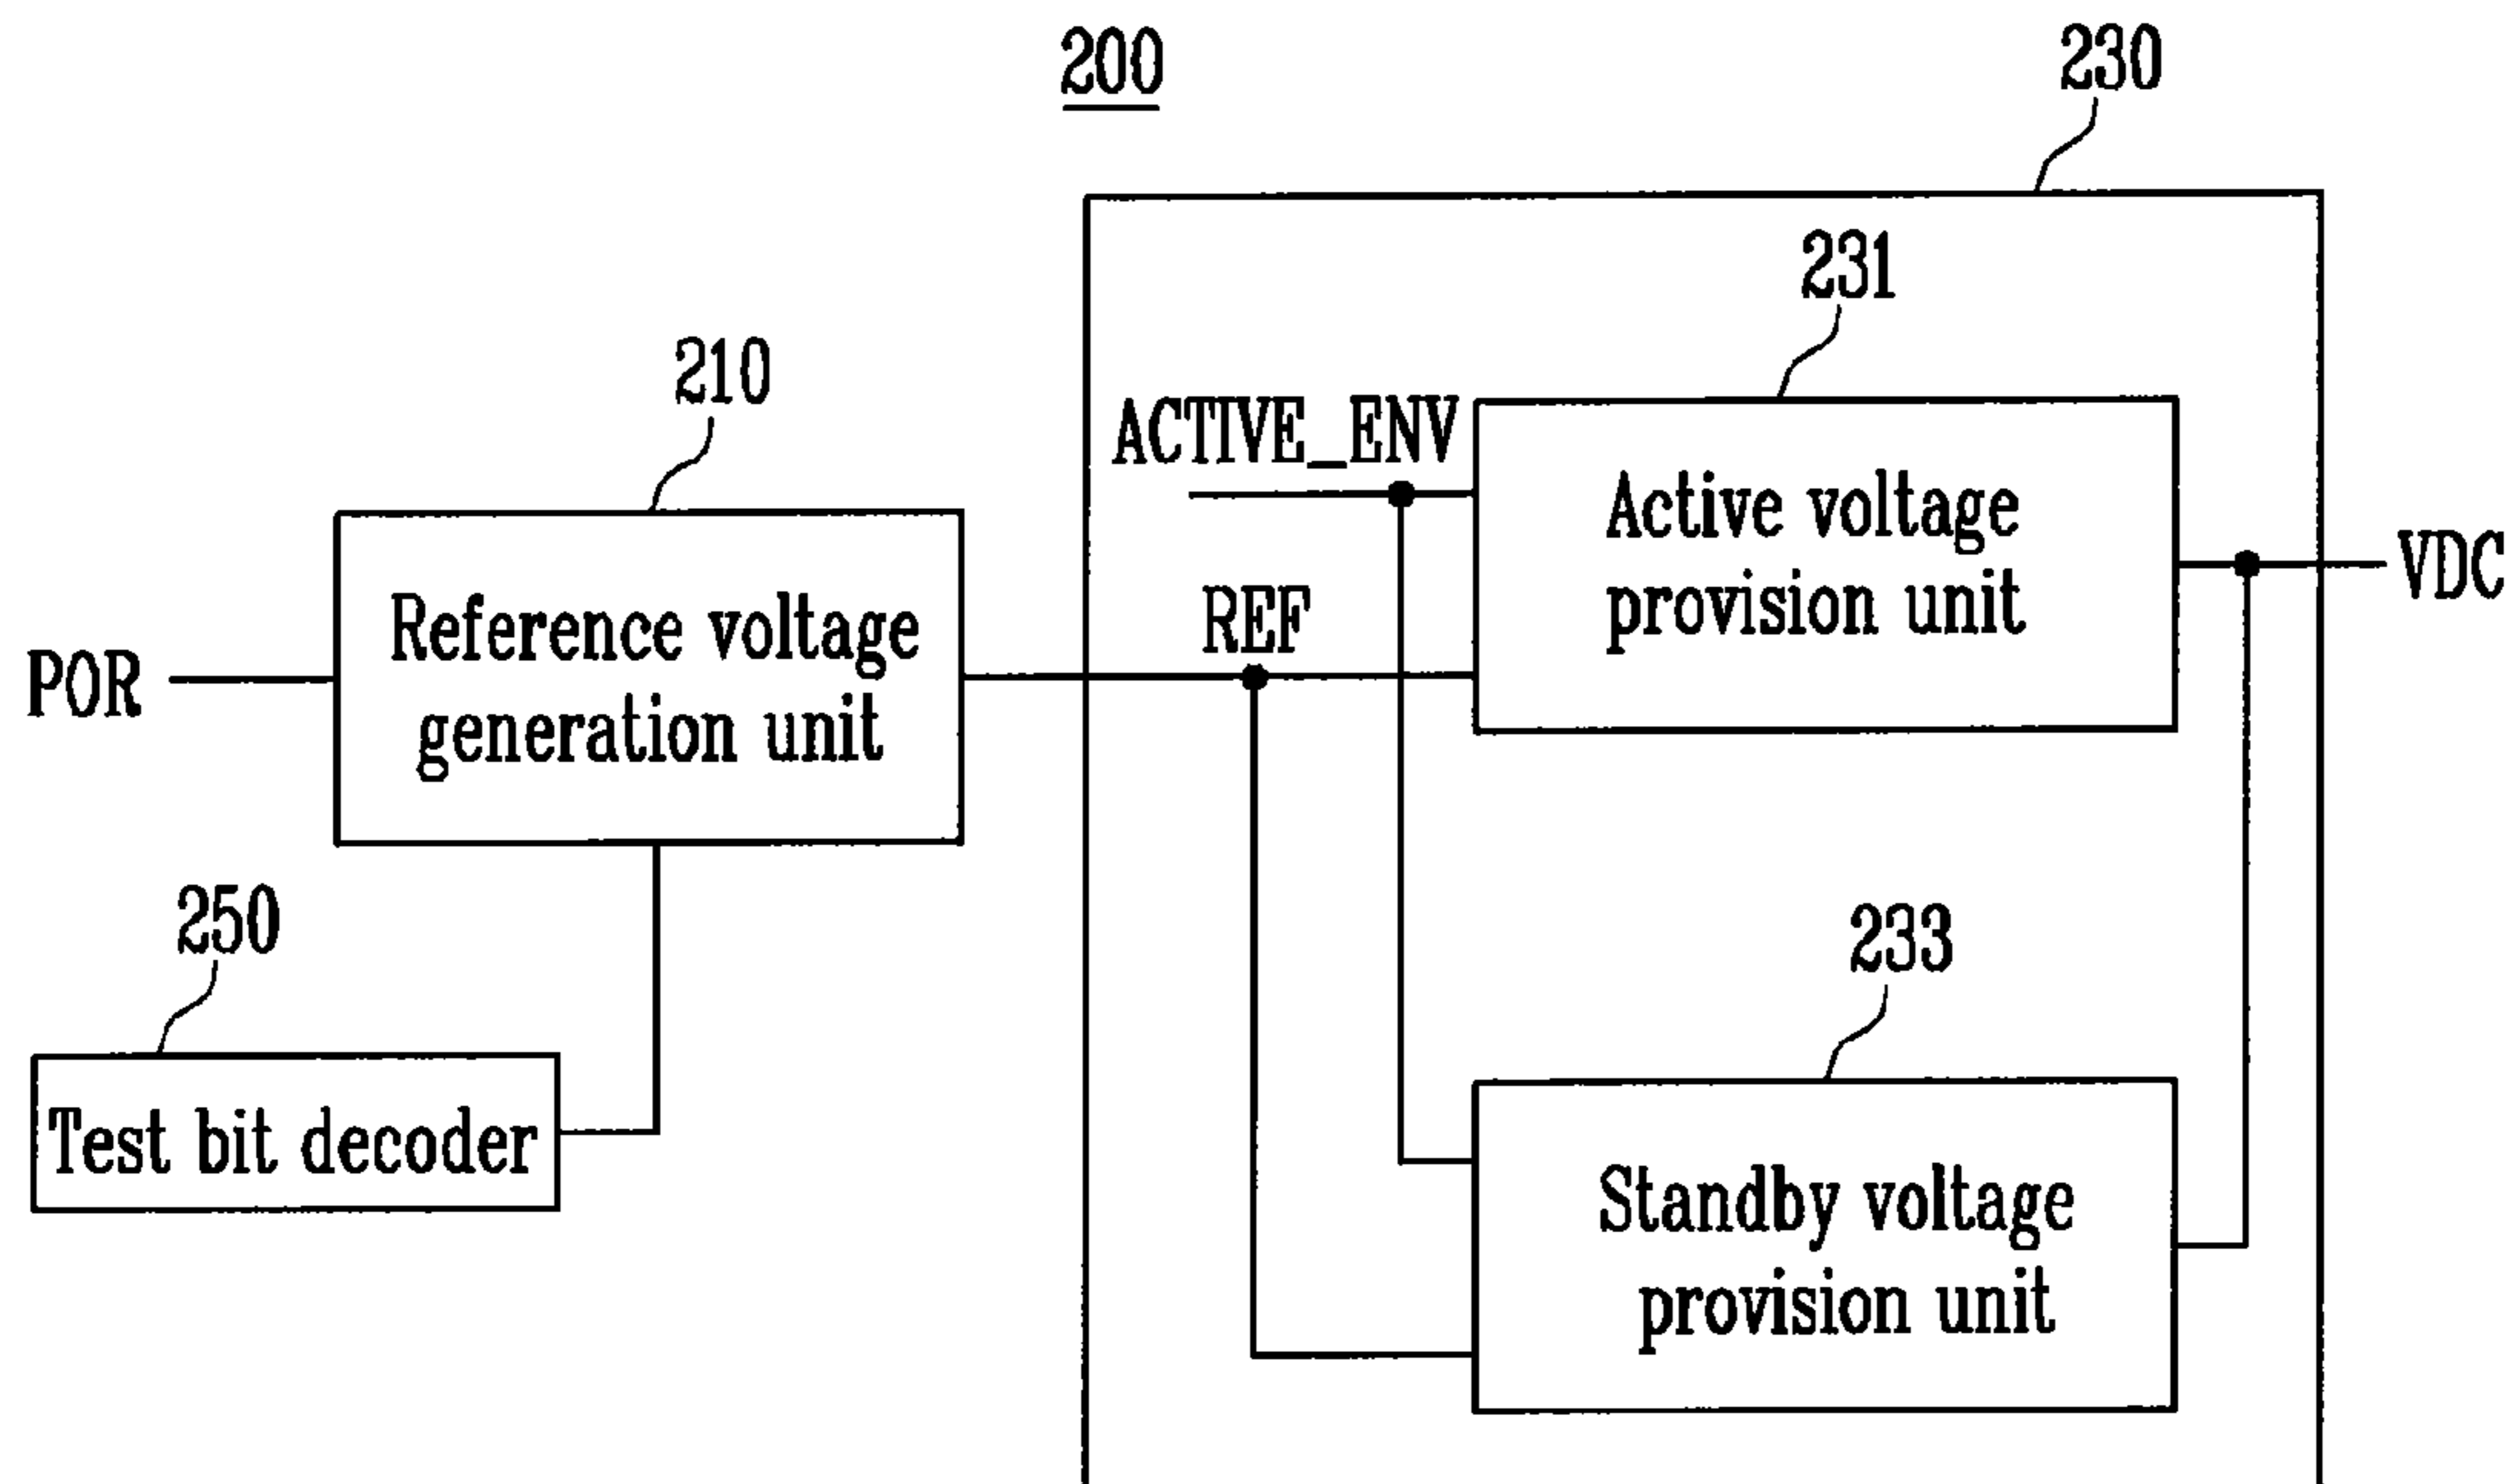 200
230
231
210
ACTIVE_ENV
Active voltage
provision unit
VDC
REF
Reference voltage
generation unit
POR
250
233
Test bit decoder
Standby voltage
provision unit